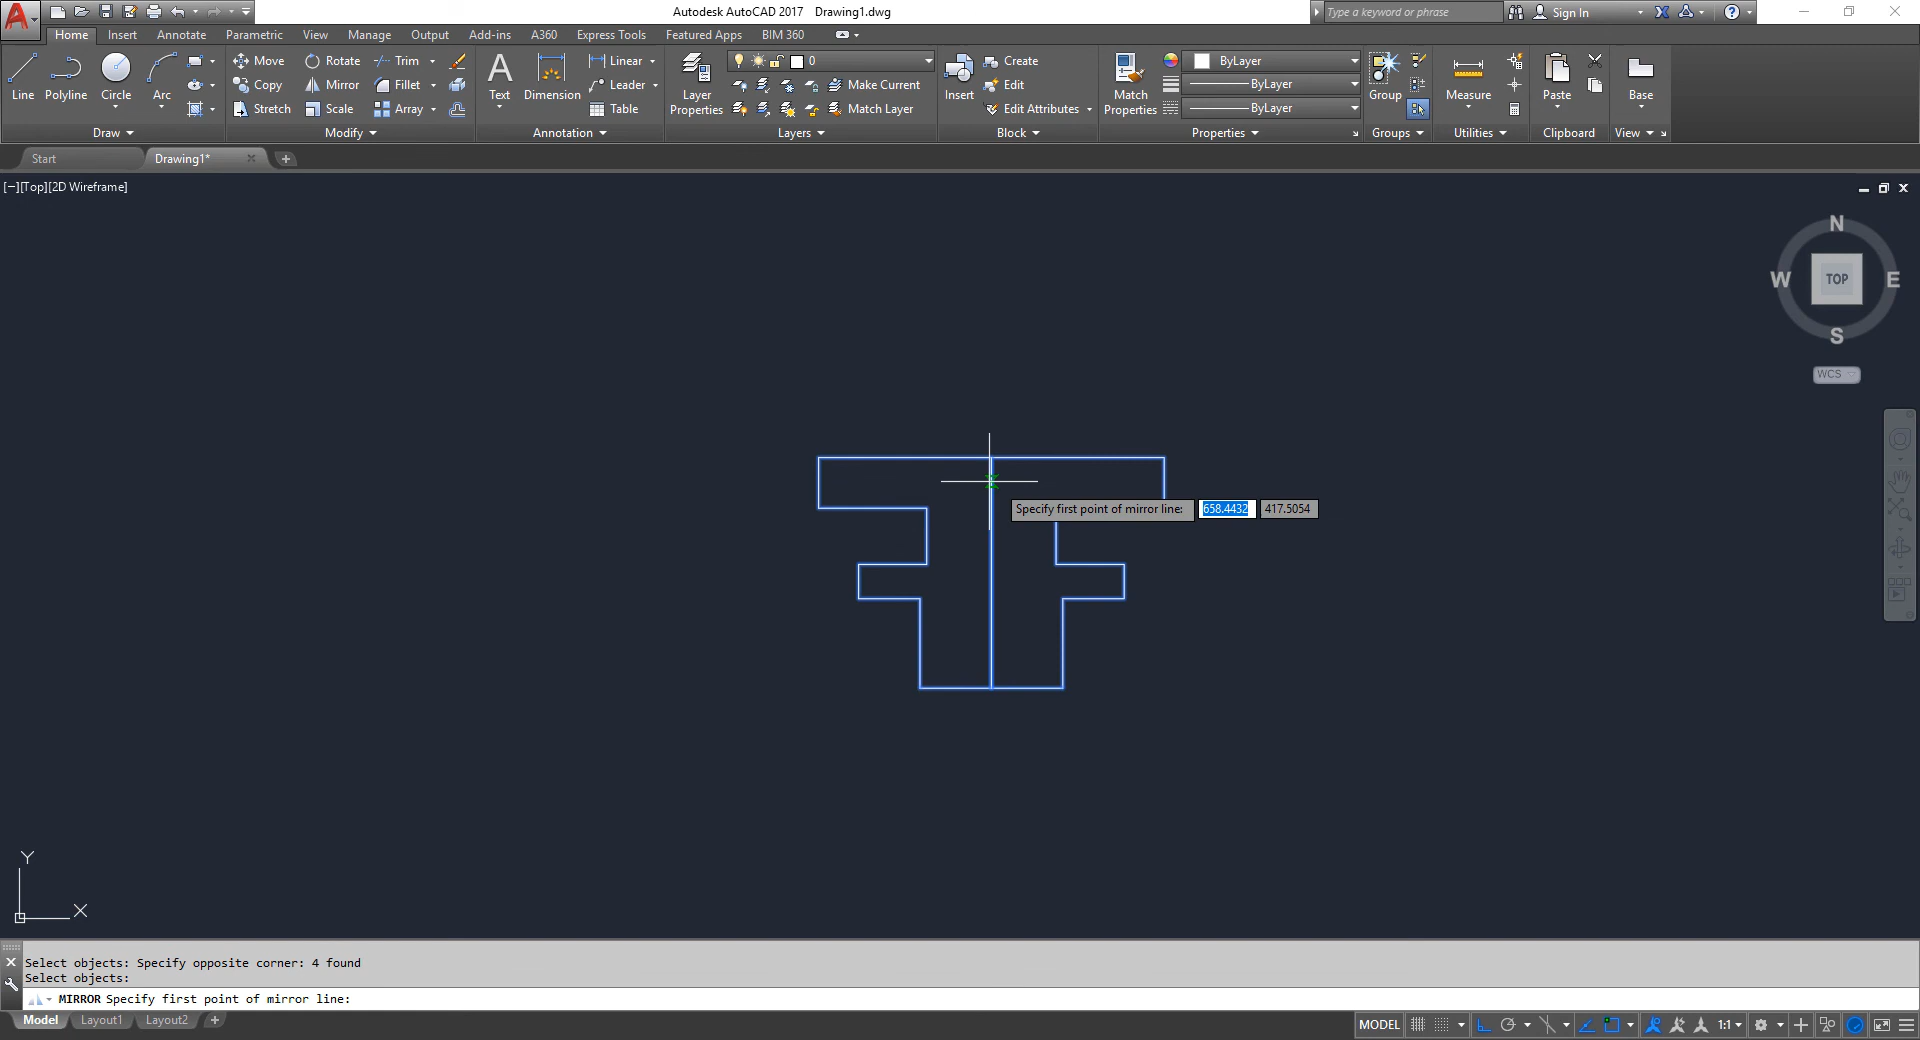 Autodesk AutoCAD 2017 Drawing1.dwg
Type a keyword or phrase
Sign In
Home Insert Annotate Parametric View Manage Output Add-ins A360 Express Tools Featured Apps BIM 360
Line Polyline Circle Arc
Move Rotate Trim
Copy Mirror Fillet
Stretch Scale Array
Text Dimension
Linear
Leader
Table
Layer Properties
0
Make Current
Match Layer
Insert
Create
Edit
Edit Attributes
Match Properties
ByLayer
ByLayer
ByLayer
Group
Measure
Paste
Base
Draw Modify Annotation Layers Block Properties Groups Utilities Clipboard View
Start Drawing1*
[−][Top][2D Wireframe]
N
W TOP E
S
WCS
Specify first point of mirror line: 658.4432 417.5054
Y
X
Select objects: Specify opposite corner: 4 found
Select objects:
MIRROR Specify first point of mirror line:
Model Layout1 Layout2
MODEL 1:1